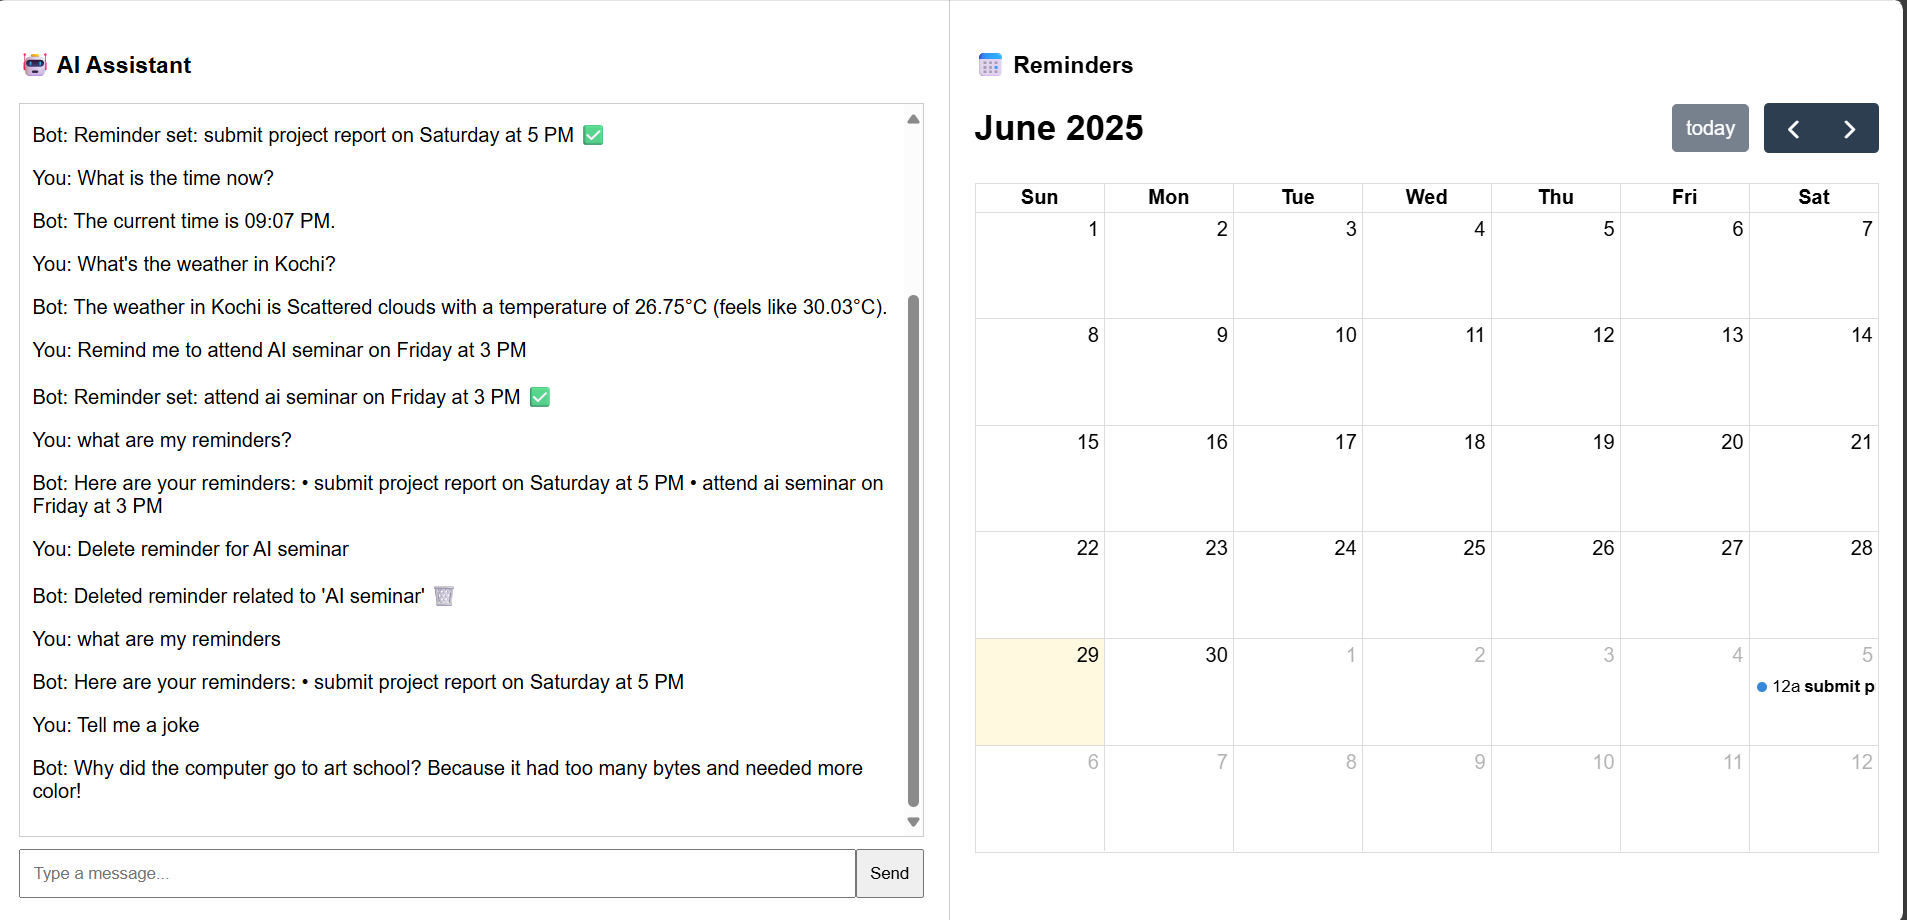 AI Assistant
Bot: Reminder set: submit project report on Saturday at 5 PM ✅
You: What is the time now?
Bot: The current time is 09:07 PM.
You: What's the weather in Kochi?
Bot: The weather in Kochi is Scattered clouds with a temperature of 26.75°C (feels like 30.03°C).
You: Remind me to attend AI seminar on Friday at 3 PM
Bot: Reminder set: attend ai seminar on Friday at 3 PM ✅
You: what are my reminders?
Bot: Here are your reminders: • submit project report on Saturday at 5 PM • attend ai seminar on
Friday at 3 PM
You: Delete reminder for AI seminar
Bot: Deleted reminder related to 'AI seminar' 🗑️
You: what are my reminders
Bot: Here are your reminders: • submit project report on Saturday at 5 PM
You: Tell me a joke
Bot: Why did the computer go to art school? Because it had too many bytes and needed more
color!
Type a message...
Send
Reminders
June 2025
today
Sun Mon Tue Wed Thu Fri Sat
1 2 3 4 5 6 7
8 9 10 11 12 13 14
15 16 17 18 19 20 21
22 23 24 25 26 27 28
29 30 1 2 3 4 5
12a submit p
6 7 8 9 10 11 12